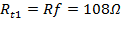 R_{t1} = Rf = 108Ω